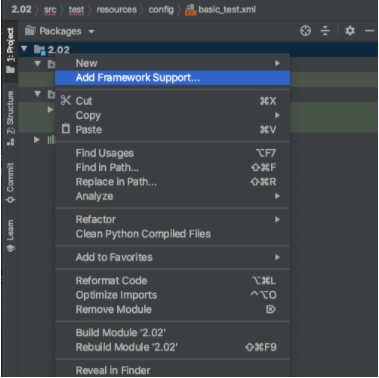 2.02 > src > test > resources > config > basic_test.xml
1: Project
Packages
2.02
New
Add Framework Support...
Cut ⌘X
Copy
Paste ⌘V
Find Usages ⌥F7
Find in Path... ⇧⌘F
Replace in Path... ⇧⌘R
Analyze
Refactor
Clean Python Compiled Files
Add to Favorites
Reformat Code ⌥⌘L
Optimize Imports ^⌥O
Remove Module ⌦
Build Module '2.02'
Rebuild Module '2.02' ⇧⌘F9
Reveal in Finder
Z: Structure
Commit
Learn